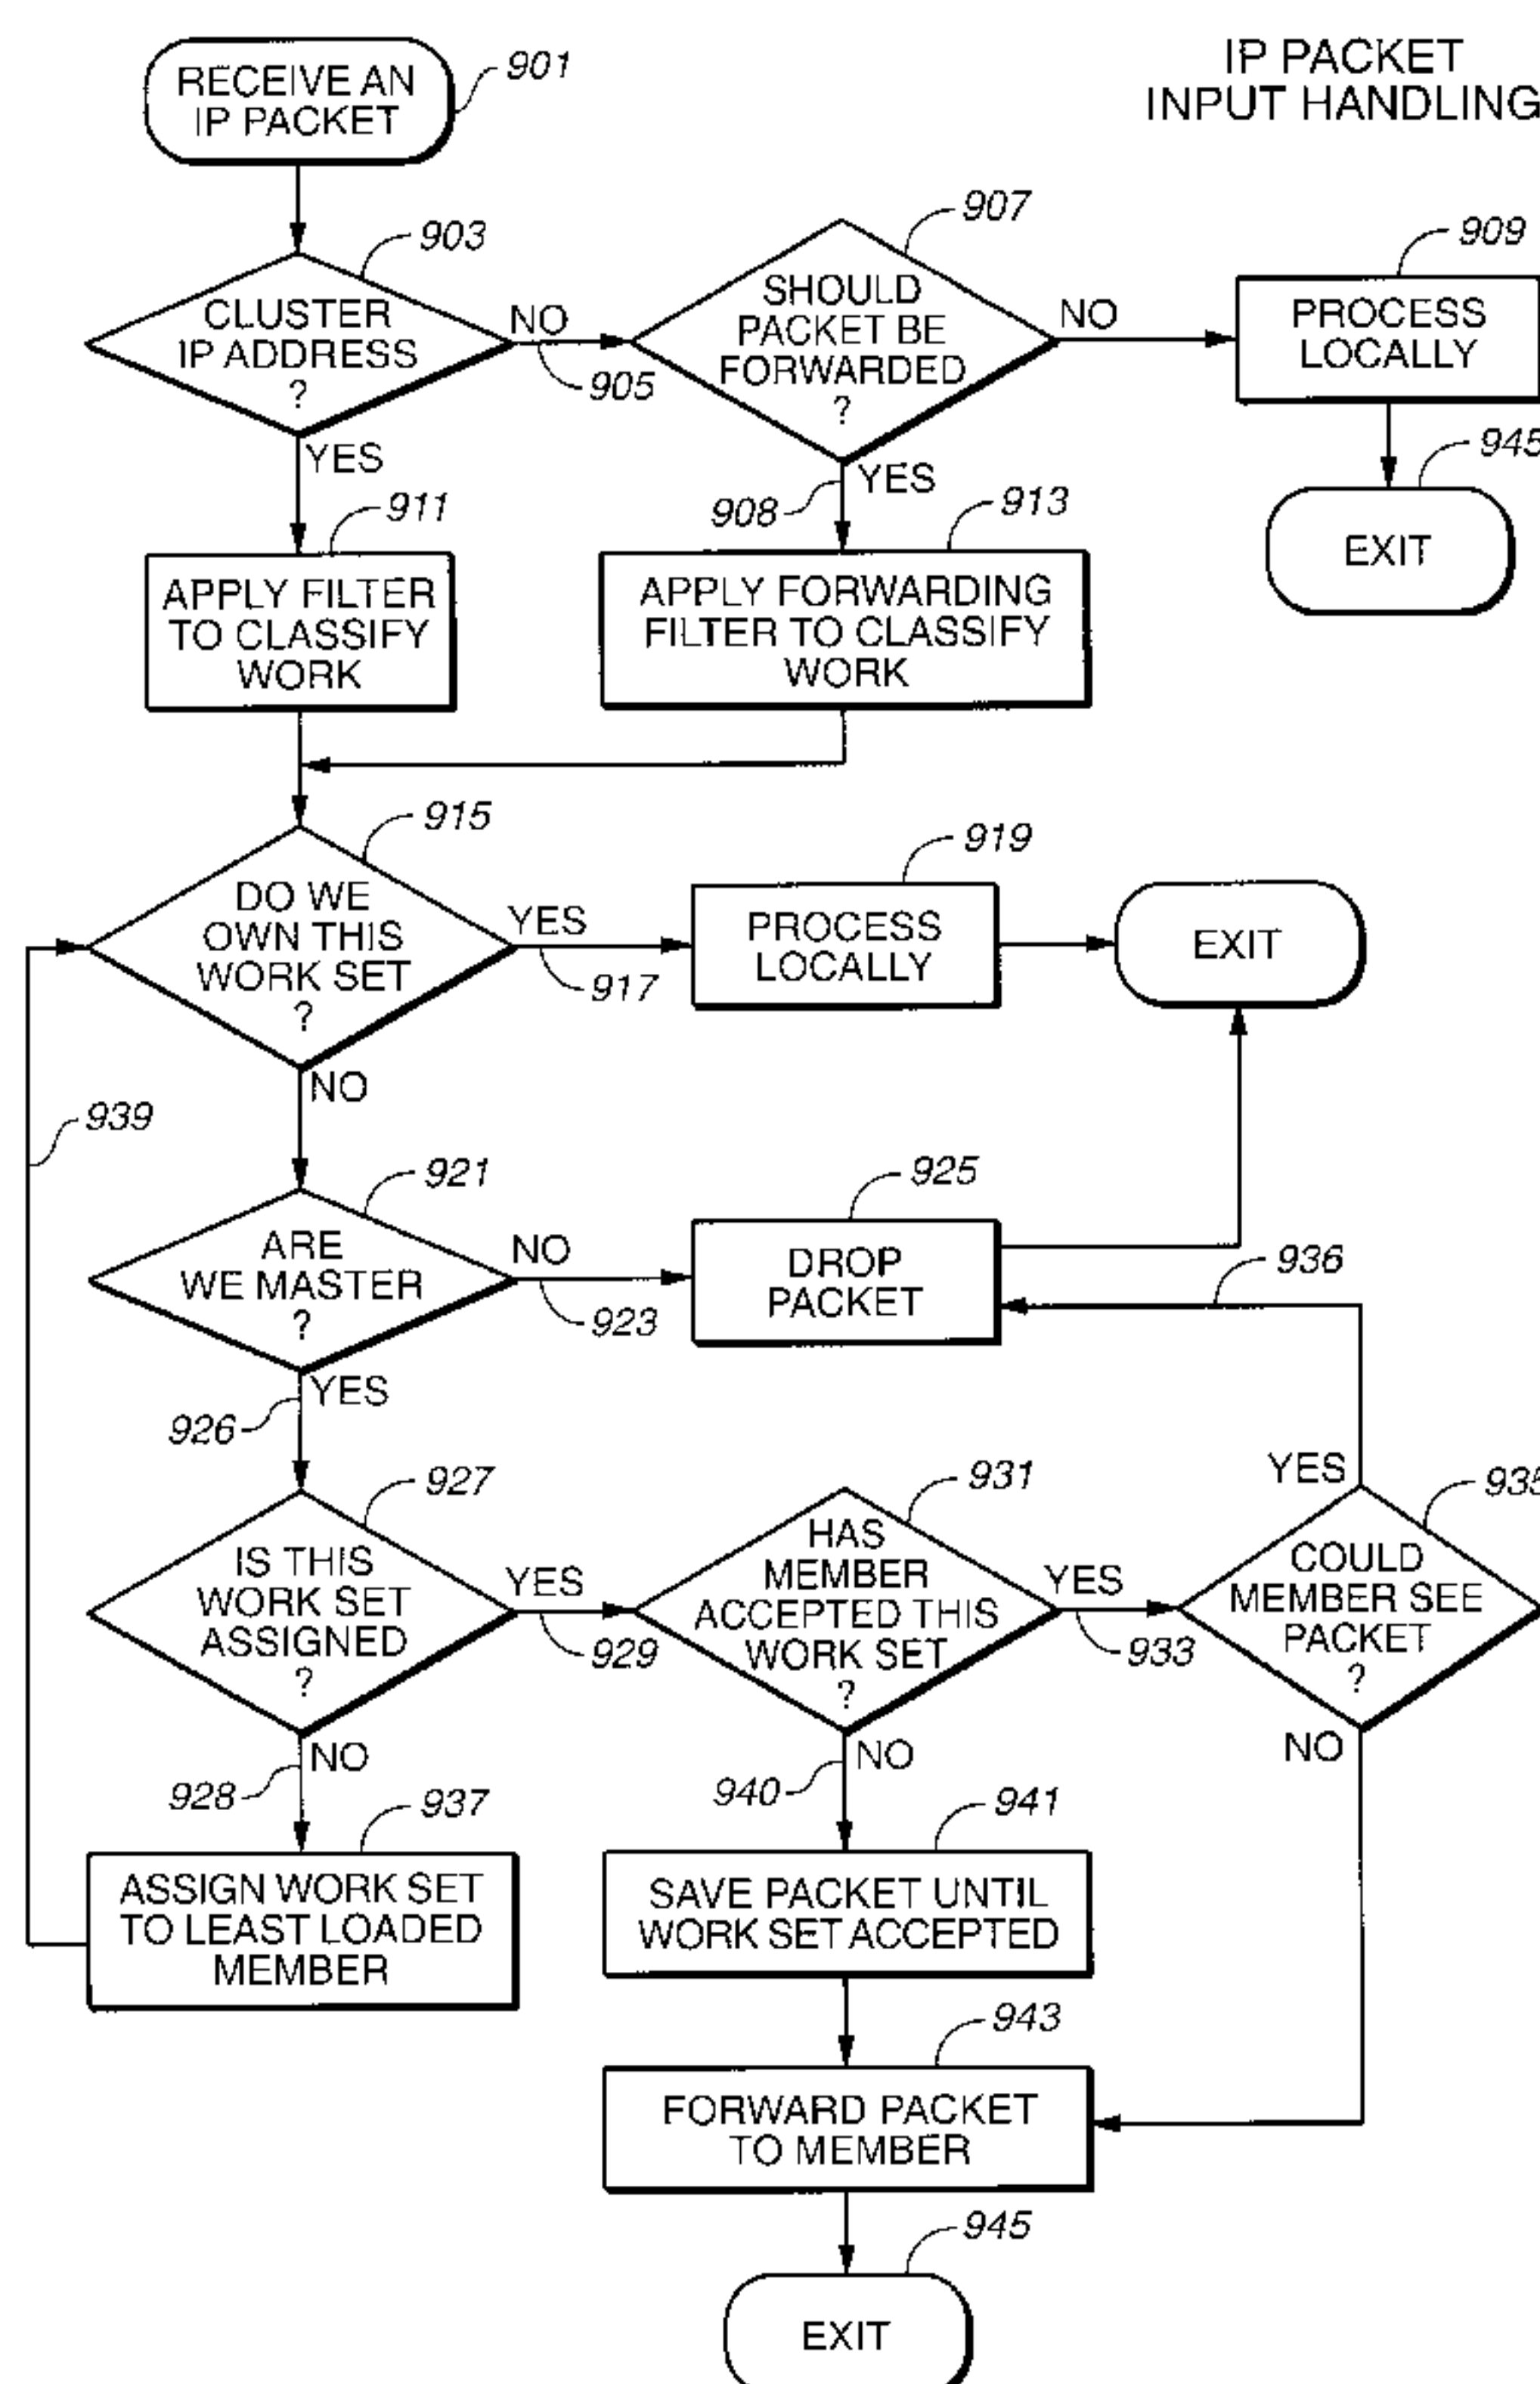 IP PACKET
INPUT HANDLING
RECEIVE AN
IP PACKET
901
903
CLUSTER
IP ADDRESS
?
NO
905
YES
907
SHOULD
PACKET BE
FORWARDED
?
NO
908
YES
909
PROCESS
LOCALLY
945
EXIT
911
APPLY FILTER
TO CLASSIFY
WORK
913
APPLY FORWARDING
FILTER TO CLASSIFY
WORK
915
DO WE
OWN THIS
WORK SET
?
YES
917
NO
919
PROCESS
LOCALLY
EXIT
939
921
ARE
WE MASTER
?
NO
923
925
DROP
PACKET
936
YES
926
927
IS THIS
WORK SET
ASSIGNED
?
YES
929
931
HAS
MEMBER
ACCEPTED THIS
WORK SET
?
YES
933
YES
935
COULD
MEMBER SEE
PACKET
?
NO
NO
928
937
ASSIGN WORK SET
TO LEAST LOADED
MEMBER
NO
940
941
SAVE PACKET UNTIL
WORK SET ACCEPTED
943
FORWARD PACKET
TO MEMBER
945
EXIT